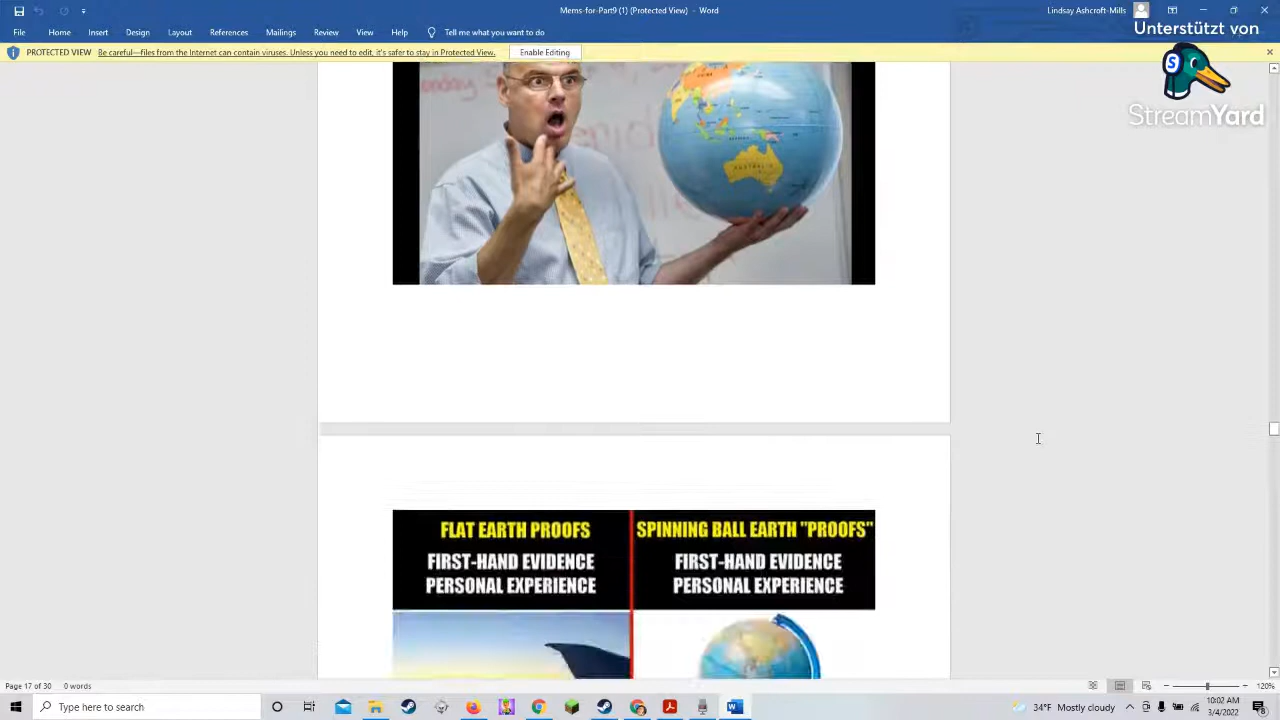 Mems-for-Part9 (1) (Protected View) - Word
Lindsay Ashcroft-Mills
File Home Insert Design Layout References Mailings Review View Help Tell me what you want to do
Unterstützt von
StreamYard
PROTECTED VIEW Be careful—files from the Internet can contain viruses. Unless you need to edit, it's safer to stay in Protected View. Enable Editing
AUSTRALIA
FLAT EARTH PROOFS
FIRST-HAND EVIDENCE
PERSONAL EXPERIENCE
SPINNING BALL EARTH "PROOFS"
FIRST-HAND EVIDENCE
PERSONAL EXPERIENCE
Page 17 of 30 0 words
120%
Type here to search
34°F Mostly cloudy
10:02 AM
3/4/2022